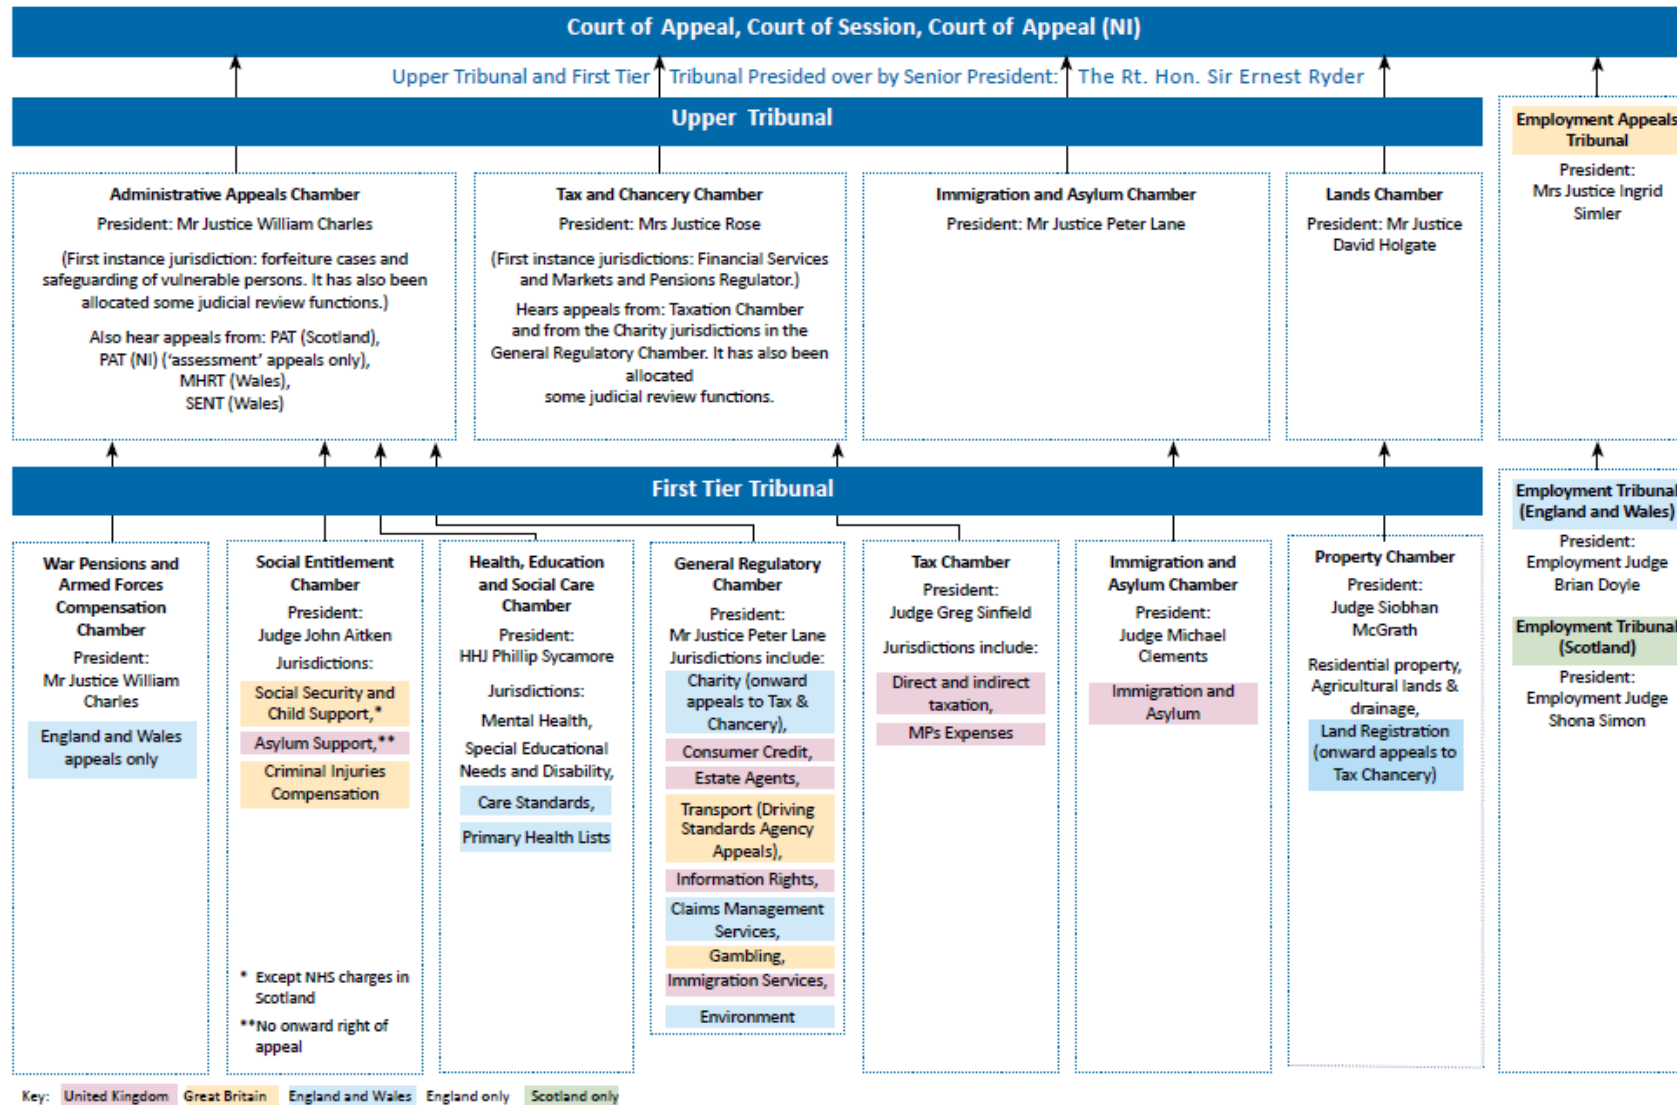 Court of Appeal, Court of Session, Court of Appeal (NI)
Upper Tribunal and First Tier Tribunal Presided over by Senior President: The Rt. Hon. Sir Ernest Ryder
Upper Tribunal
Employment Appeals
Tribunal
President:
Mrs Justice Ingrid
Simler
Administrative Appeals Chamber
President: Mr Justice William Charles
(First instance jurisdiction: forfeiture cases and
safeguarding of vulnerable persons. It has also been
allocated some judicial review functions.)
Also hear appeals from: PAT (Scotland),
PAT (NI) (‘assessment’ appeals only),
MHRT (Wales),
SENT (Wales)
Tax and Chancery Chamber
President: Mrs Justice Rose
(First instance jurisdictions: Financial Services
and Markets and Pensions Regulator.)
Hears appeals from: Taxation Chamber
and from the Charity jurisdictions in the
General Regulatory Chamber. It has also been
allocated
some judicial review functions.
Immigration and Asylum Chamber
President: Mr Justice Peter Lane
Lands Chamber
President: Mr Justice
David Holgate
First Tier Tribunal
War Pensions and
Armed Forces
Compensation
Chamber
President:
Mr Justice William
Charles
England and Wales
appeals only
Social Entitlement
Chamber
President:
Judge John Aitken
Jurisdictions:
Social Security and
Child Support,*
Asylum Support,**
Criminal Injuries
Compensation
* Except NHS charges in
Scotland
**No onward right of
appeal
Health, Education
and Social Care
Chamber
President:
HHJ Phillip Sycamore
Jurisdictions:
Mental Health,
Special Educational
Needs and Disability,
Care Standards,
Primary Health Lists
General Regulatory
Chamber
President:
Mr Justice Peter Lane
Jurisdictions include:
Charity (onward
appeals to Tax &
Chancery),
Consumer Credit,
Estate Agents,
Transport (Driving
Standards Agency
Appeals),
Information Rights,
Claims Management
Services,
Gambling,
Immigration Services,
Environment
Tax Chamber
President:
Judge Greg Sinfield
Jurisdictions include:
Direct and indirect
taxation,
MPs Expenses
Immigration and
Asylum Chamber
President:
Judge Michael
Clements
Immigration and
Asylum
Property Chamber
President:
Judge Siobhan
McGrath
Residential property,
Agricultural lands &
drainage,
Land Registration
(onward appeals to
Tax Chancery)
Employment Tribunal
(England and Wales)
President:
Employment Judge
Brian Doyle
Employment Tribunal
(Scotland)
President:
Employment Judge
Shona Simon
Key: United Kingdom Great Britain England and Wales England only Scotland only